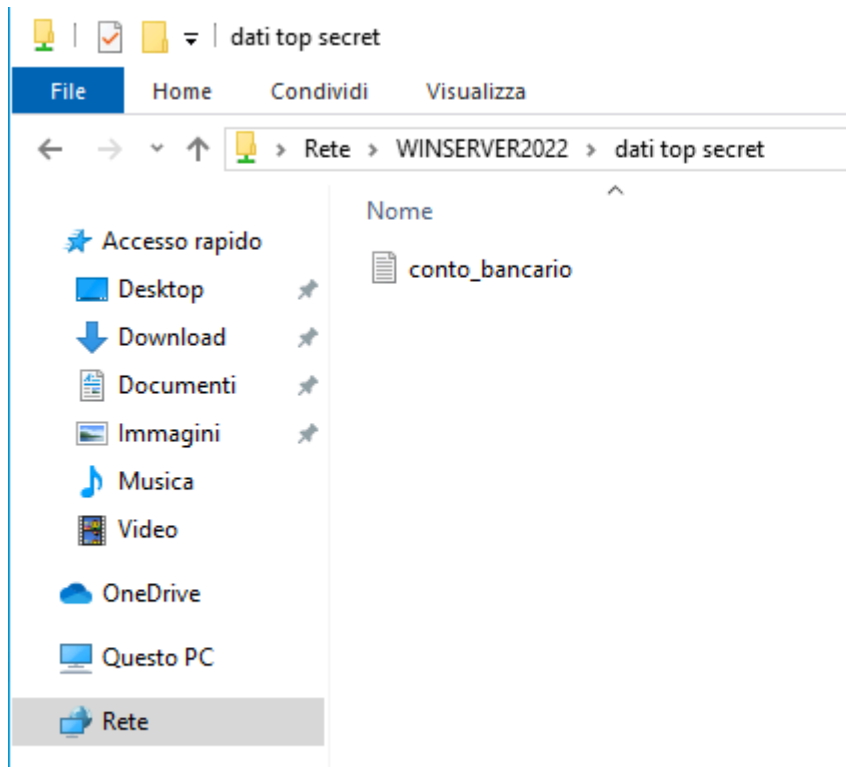 dati top secret
File Home Condividi Visualizza
Rete > WINSERVER2022 > dati top secret
Nome
conto_bancario
Accesso rapido
Desktop
Download
Documenti
Immagini
Musica
Video
OneDrive
Questo PC
Rete